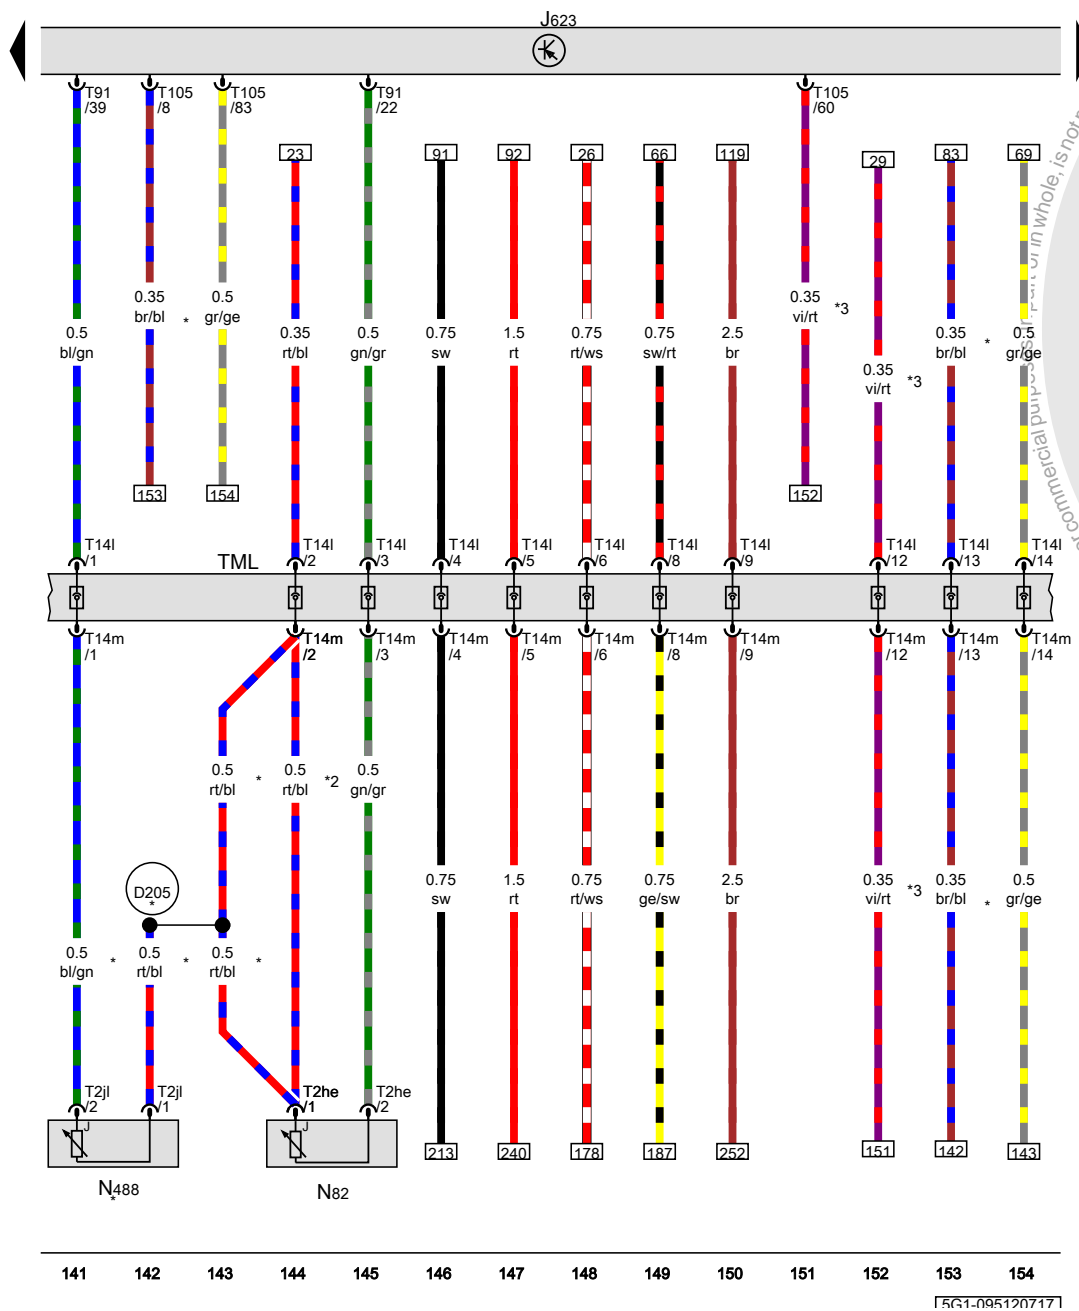 J623
T91
/39
T105
/8
T105
/83
T91
/22
T105
/60
23
91
92
26
66
119
29
83
69
0.5
bl/gn
0.35
br/bl
*
0.5
gr/ge
0.35
rt/bl
0.5
gn/gr
0.75
sw
1.5
rt
0.75
rt/ws
0.75
sw/rt
2.5
br
0.35
vi/rt
*3
0.35
vi/rt
*3
0.35
br/bl
*
0.5
gr/ge
153
154
152
TML
T14l
/1
T14l
/2
T14l
/3
T14l
/4
T14l
/5
T14l
/6
T14l
/8
T14l
/9
T14l
/12
T14l
/13
T14l
/14
T14m
/1
T14m
/2
T14m
/3
T14m
/4
T14m
/5
T14m
/6
T14m
/8
T14m
/9
T14m
/12
T14m
/13
T14m
/14
0.5
rt/bl
*
0.5
rt/bl
*2
0.5
gn/gr
D205
*
0.75
sw
1.5
rt
0.75
rt/ws
0.75
ge/sw
2.5
br
0.35
vi/rt
*3
0.35
br/bl
*
0.5
gr/ge
0.5
bl/gn
*
0.5
rt/bl
*
0.5
rt/bl
*
T2jl
/2
T2jl
/1
T2he
/1
T2he
/2
J
J
N488
*
N82
213
240
178
187
252
151
142
143
141 142 143 144 145 146 147 148 149 150 151 152 153 154
5G1-095120717
commercial purposes, in part or in whole, is not